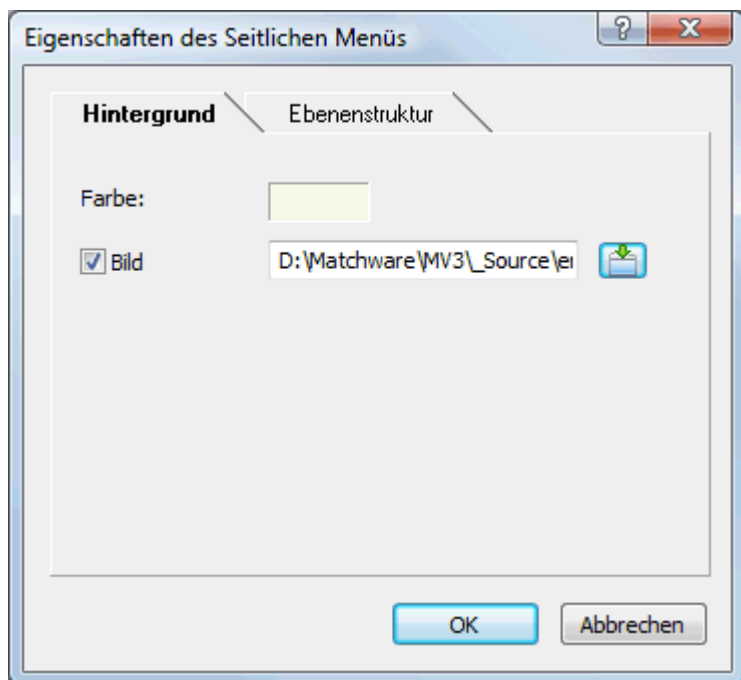 Eigenschaften des Seitlichen Menüs
Hintergrund Ebenenstruktur
Farbe:
Bild D:\Matchware\MV3\_Source\
OK Abbrechen